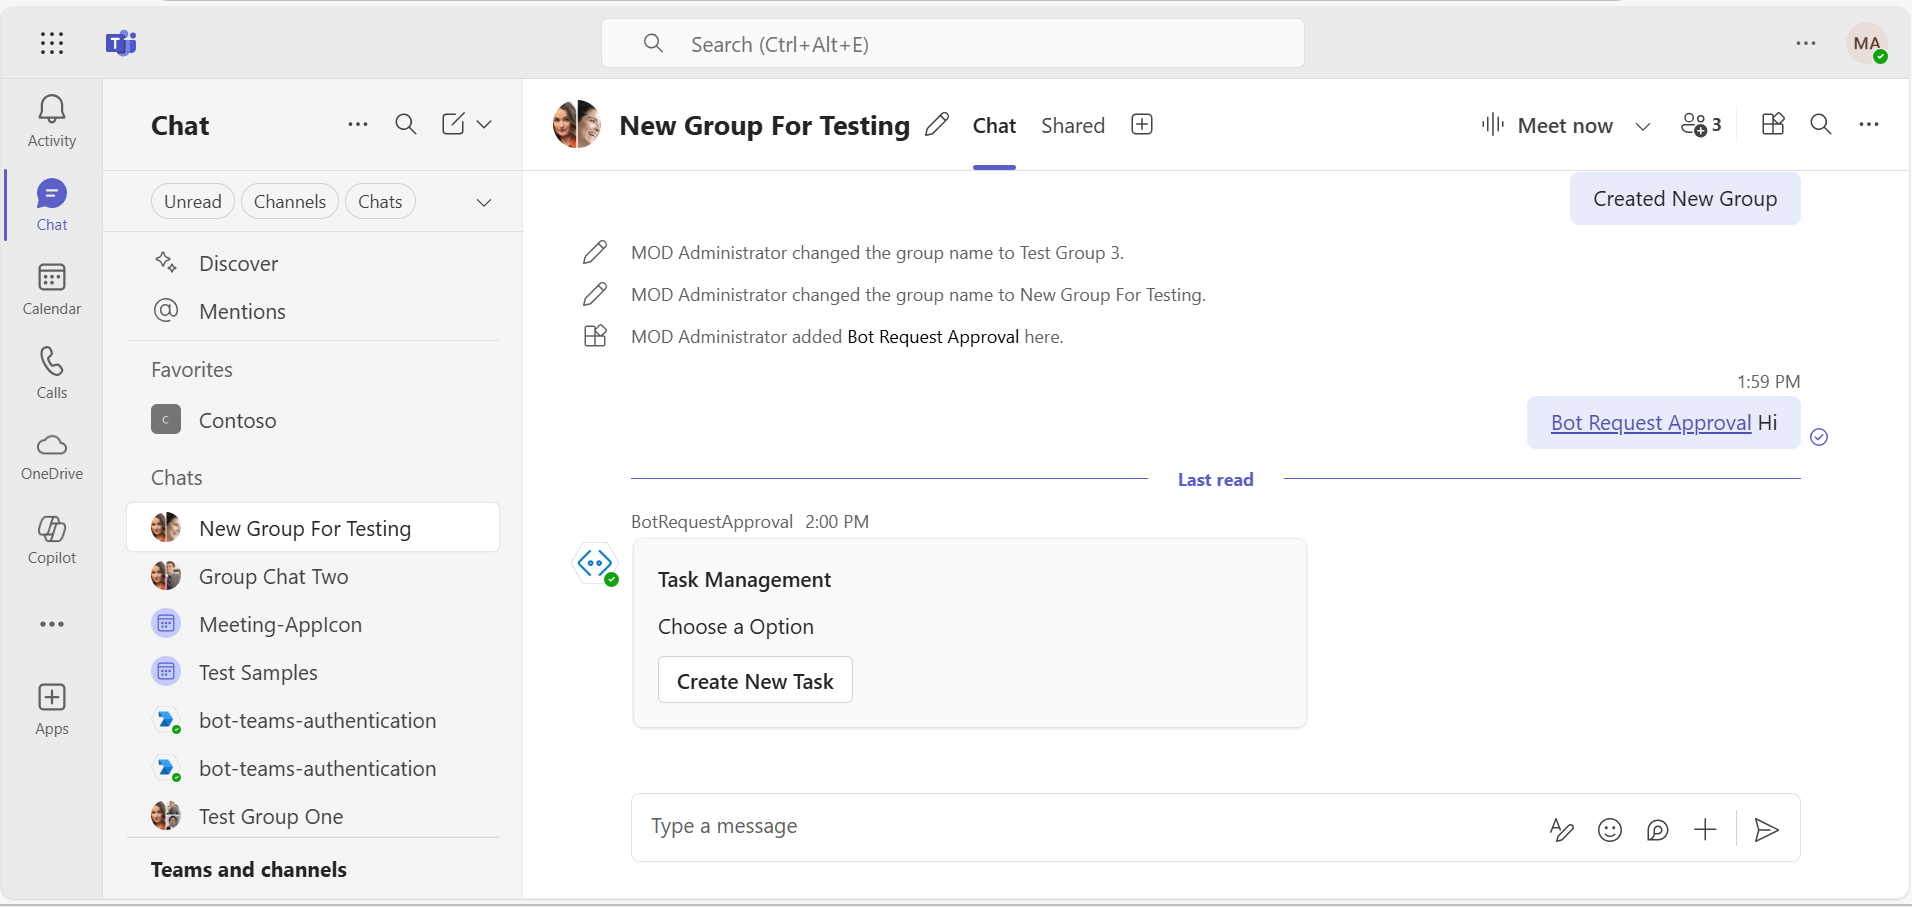 Search (Ctrl+Alt+E)
MA
Activity
Chat
Calendar
Calls
OneDrive
Copilot
Apps
Chat
Unread
Channels
Chats
Discover
Mentions
Favorites
C Contoso
Chats
New Group For Testing
Group Chat Two
Meeting-AppIcon
Test Samples
bot-teams-authentication
bot-teams-authentication
Test Group One
Teams and channels
New Group For Testing
Chat
Shared
Meet now
3
Created New Group
MOD Administrator changed the group name to Test Group 3.
MOD Administrator changed the group name to New Group For Testing.
MOD Administrator added Bot Request Approval here.
1:59 PM
Bot Request Approval Hi
Last read
BotRequestApproval 2:00 PM
Task Management
Choose a Option
Create New Task
Type a message